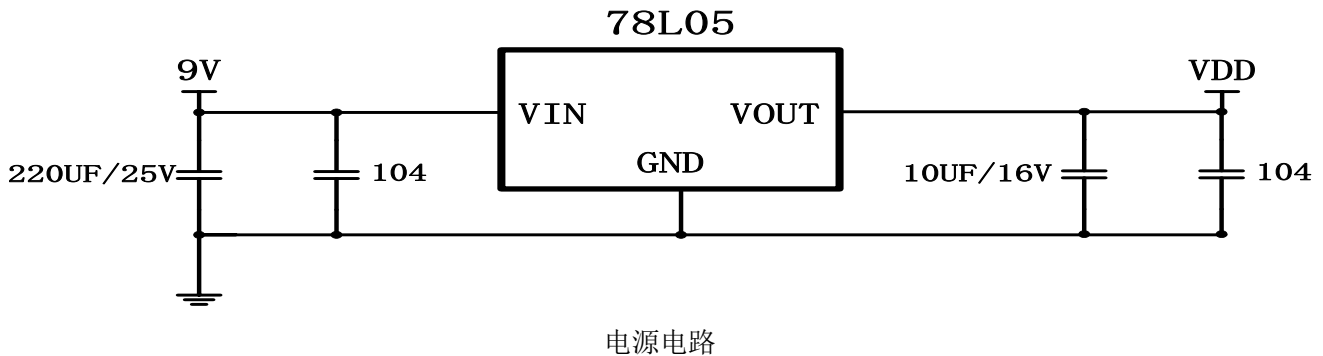 78L05
9V
VDD
VIN
VOUT
GND
220UF/25V
104
10UF/16V
104
电源电路